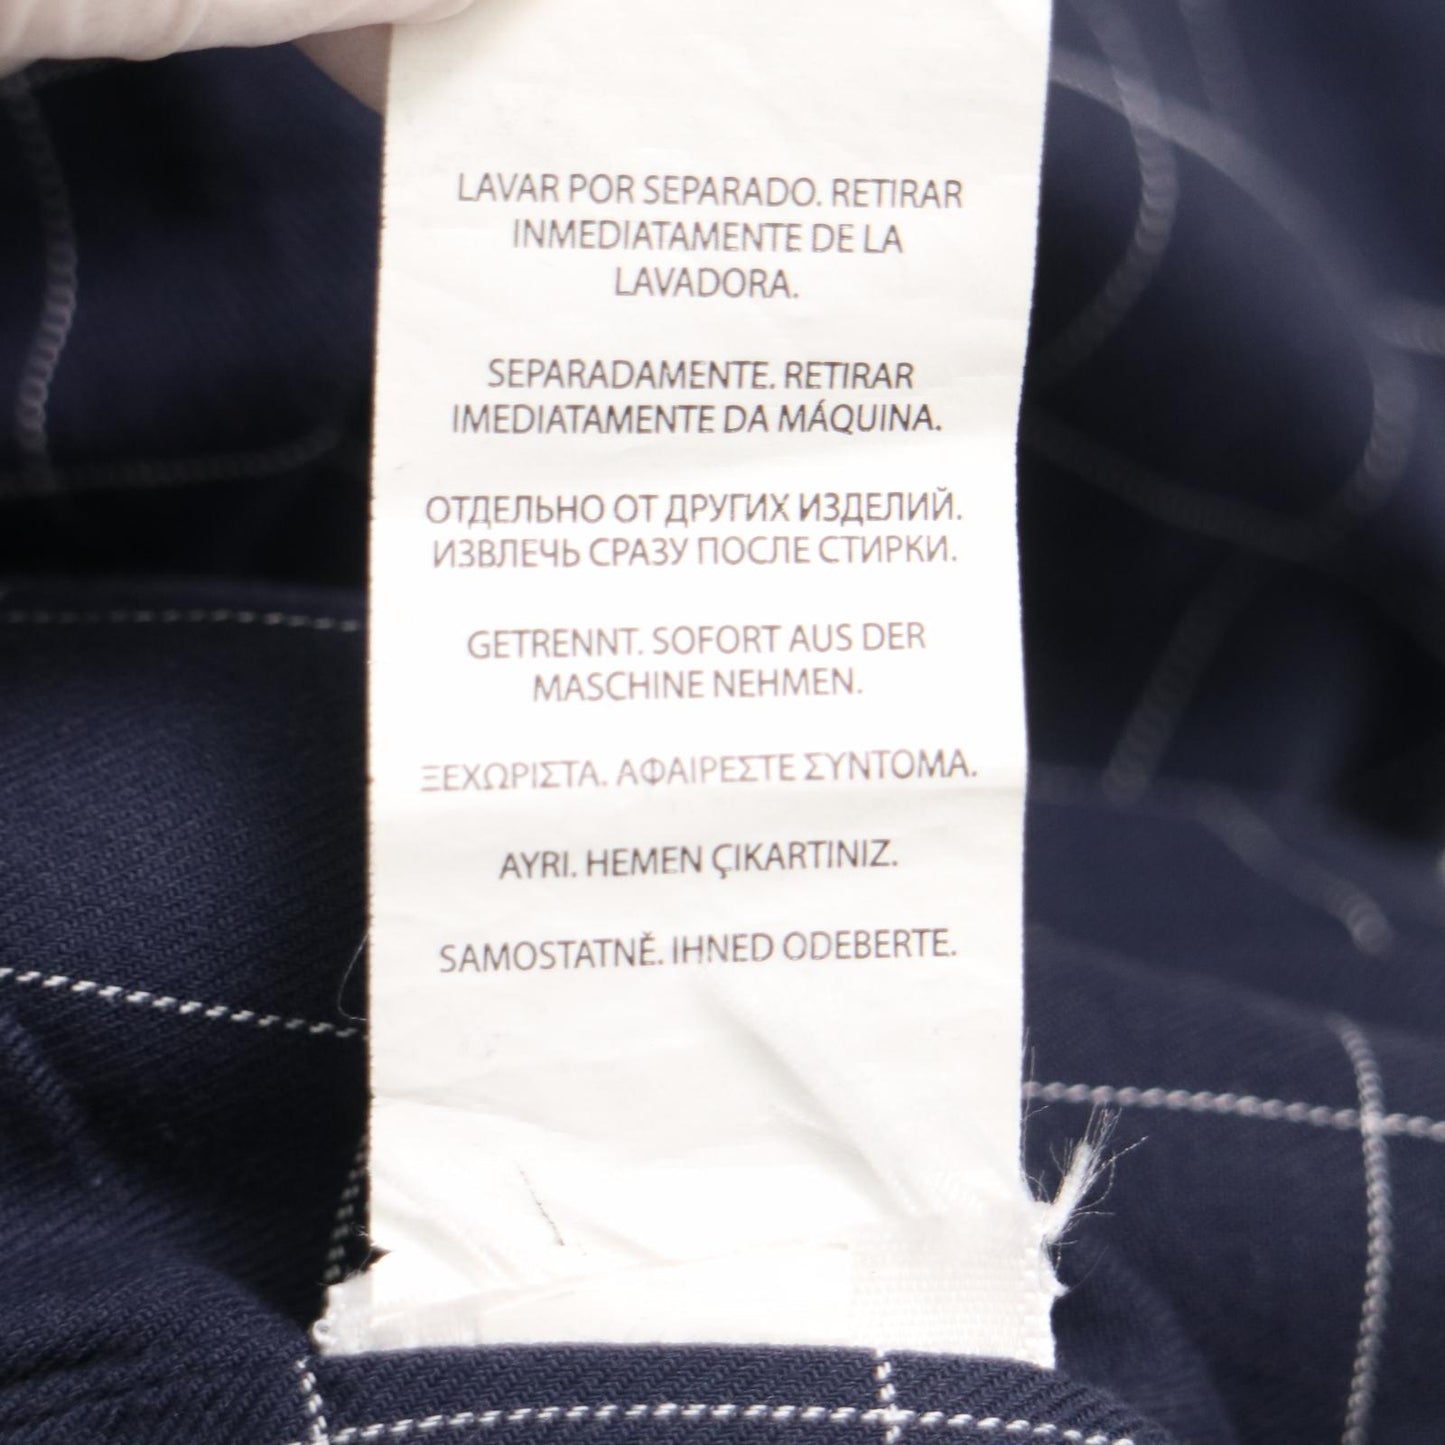 LAVAR POR SEPARADO. RETIRAR
INMEDIATAMENTE DE LA
LAVADORA.
SEPARADAMENTE. RETIRAR
IMEDIATAMENTE DA MÁQUINA.
ОТДЕЛЬНО ОТ ДРУГИХ ИЗДЕЛИЙ.
ИЗВЛЕЧЬ СРАЗУ ПОСЛЕ СТИРКИ.
GETRENNT. SOFORT AUS DER
MASCHINE NEHMEN.
ΞΕΧΩΡΙΣΤΑ. ΑΦΑΙΡΕΣΤΕ ΣΥΝΤΟΜΑ.
AYRI. HEMEN ÇIKARTINIZ.
SAMOSTATNĚ. IHNED ODEBERTE.